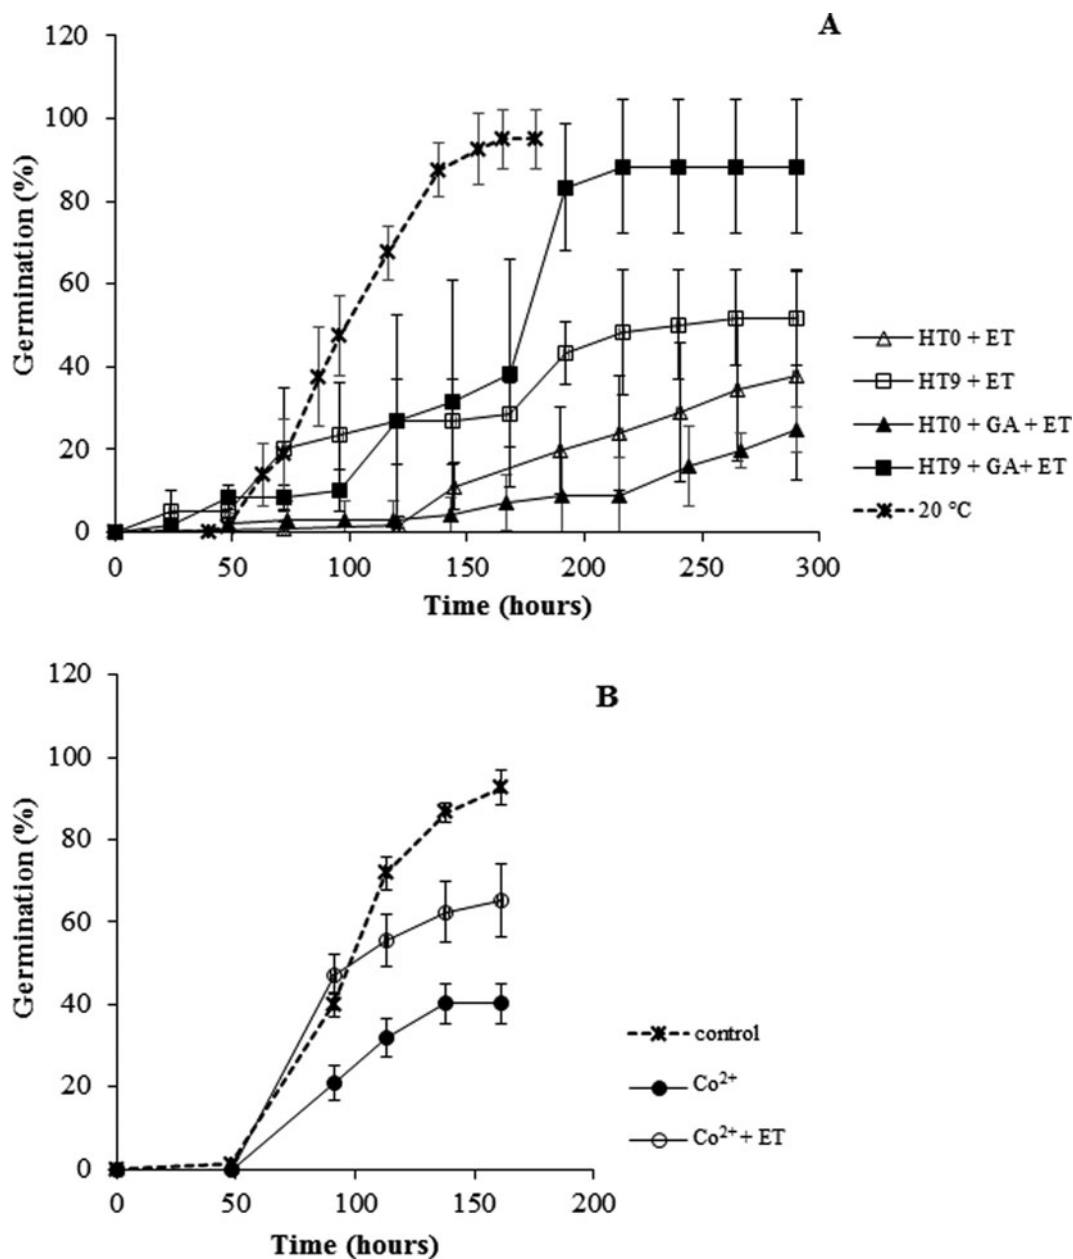 A
120
100
80
60
40
20
0
Germination (%)
0 50 100 150 200 250 300
Time (hours)
HT0 + ET
HT9 + ET
HT0 + GA + ET
HT9 + GA + ET
20 °C
B
120
100
80
60
40
20
0
Germination (%)
0 50 100 150 200
Time (hours)
control
Co²⁺
Co²⁺ + ET